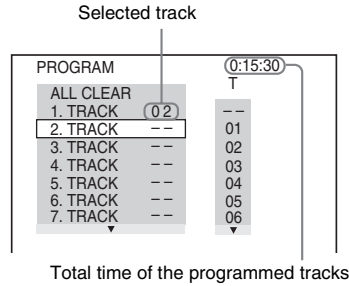 Selected track
PROGRAM 0:15:30
T
ALL CLEAR
1. TRACK 0 2 – –
2. TRACK – – 01
3. TRACK – – 02
4. TRACK – – 03
5. TRACK – – 04
6. TRACK – – 05
7. TRACK – – 06
Total time of the programmed tracks